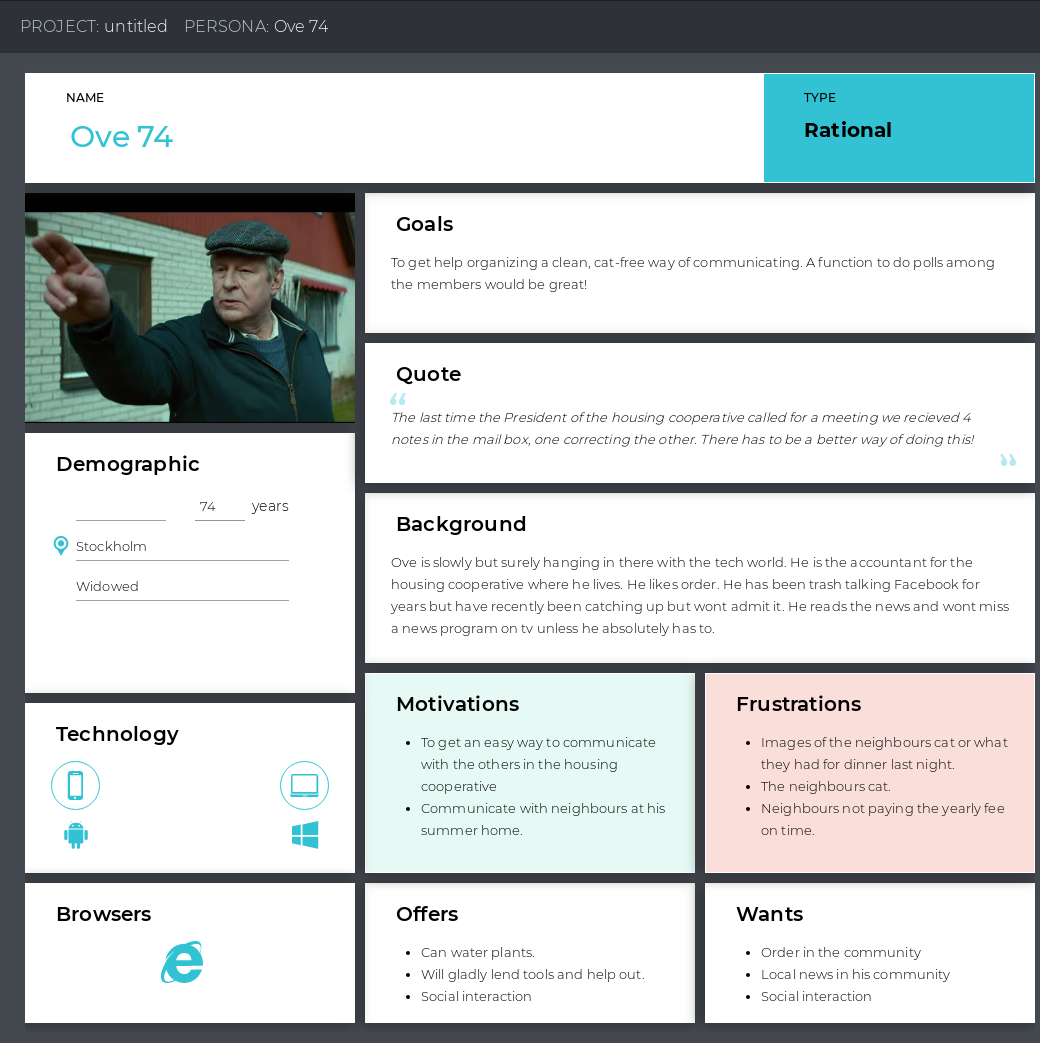 PROJECT: untitled PERSONA: Ove 74
NAME
Ove 74
TYPE
Rational
Goals
To get help organizing a clean, cat-free way of communicating. A function to do polls among
the members would be great!
Quote
“
The last time the President of the housing cooperative called for a meeting we recieved 4
notes in the mail box, one correcting the other. There has to be a better way of doing this!
”
Demographic
74 years
Stockholm
Widowed
Background
Ove is slowly but surely hanging in there with the tech world. He is the accountant for the
housing cooperative where he lives. He likes order. He has been trash talking Facebook for
years but have recently been catching up but wont admit it. He reads the news and wont miss
a news program on tv unless he absolutely has to.
Technology
Motivations
• To get an easy way to communicate
with the others in the housing
cooperative
• Communicate with neighbours at his
summer home.
Frustrations
• Images of the neighbours cat or what
they had for dinner last night.
• The neighbours cat.
• Neighbours not paying the yearly fee
on time.
Browsers
Offers
• Can water plants.
• Will gladly lend tools and help out.
• Social interaction
Wants
• Order in the community
• Local news in his community
• Social interaction